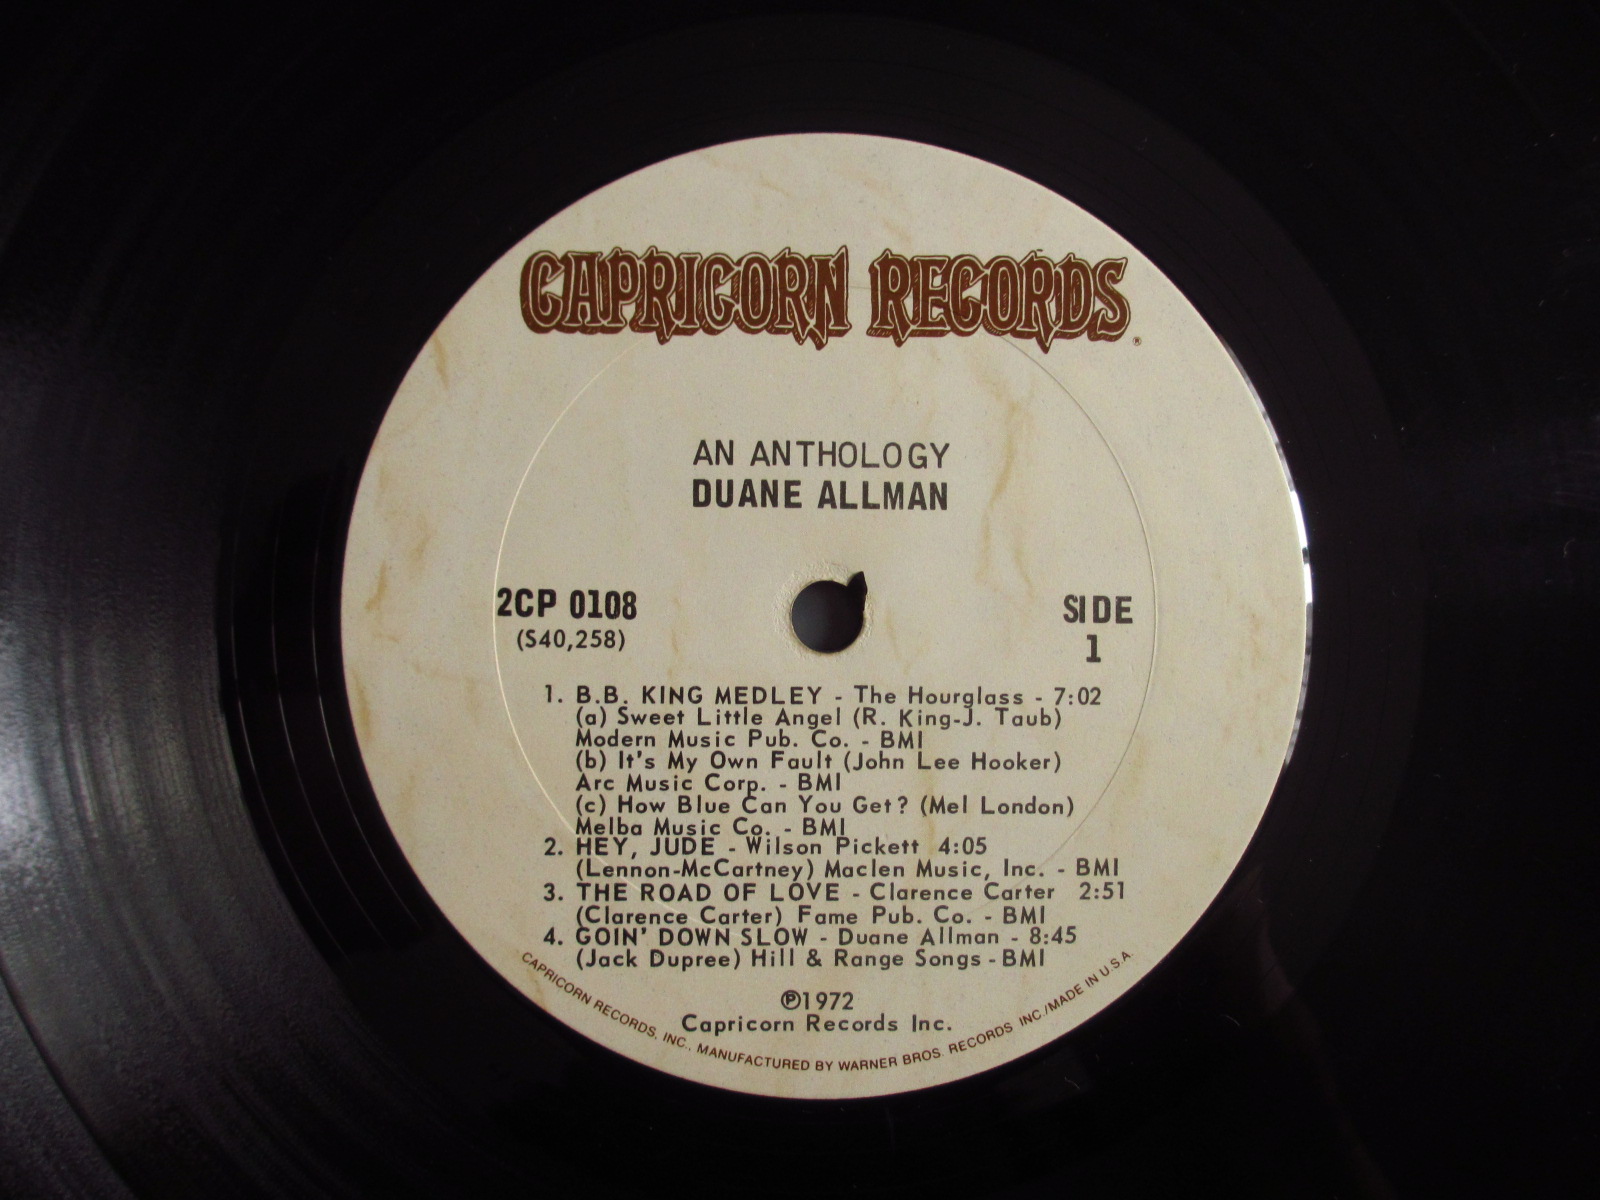 CAPRICORN RECORDS®
AN ANTHOLOGY
DUANE ALLMAN
2CP 0108
(S40,258)
SIDE
1
1. B.B. KING MEDLEY - The Hourglass - 7:02
(a) Sweet Little Angel (R. King-J. Taub)
Modern Music Pub. Co. - BMI
(b) It's My Own Fault (John Lee Hooker)
Arc Music Corp. - BMI
(c) How Blue Can You Get? (Mel London)
Melba Music Co. - BMI
2. HEY, JUDE - Wilson Pickett 4:05
(Lennon-McCartney) Maclen Music, Inc. - BMI
3. THE ROAD OF LOVE - Clarence Carter 2:51
(Clarence Carter) Fame Pub. Co. - BMI
4. GOIN' DOWN SLOW - Duane Allman - 8:45
(Jack Dupree) Hill & Range Songs - BMI
℗1972
Capricorn Records Inc.
CAPRICORN RECORDS, INC., MANUFACTURED BY WARNER BROS. RECORDS INC./MADE IN U.S.A.